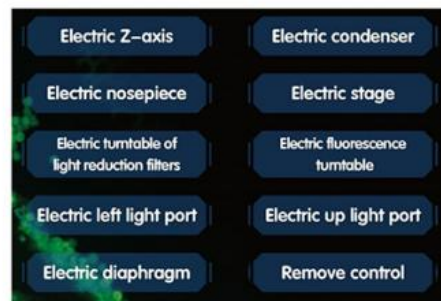 Electric Z-axis
Electric condenser
Electric nosepiece
Electric stage
Electric turntable of
light reduction filters
Electric fluorescence
turntable
Electric left light port
Electric up light port
Electric diaphragm
Remove control